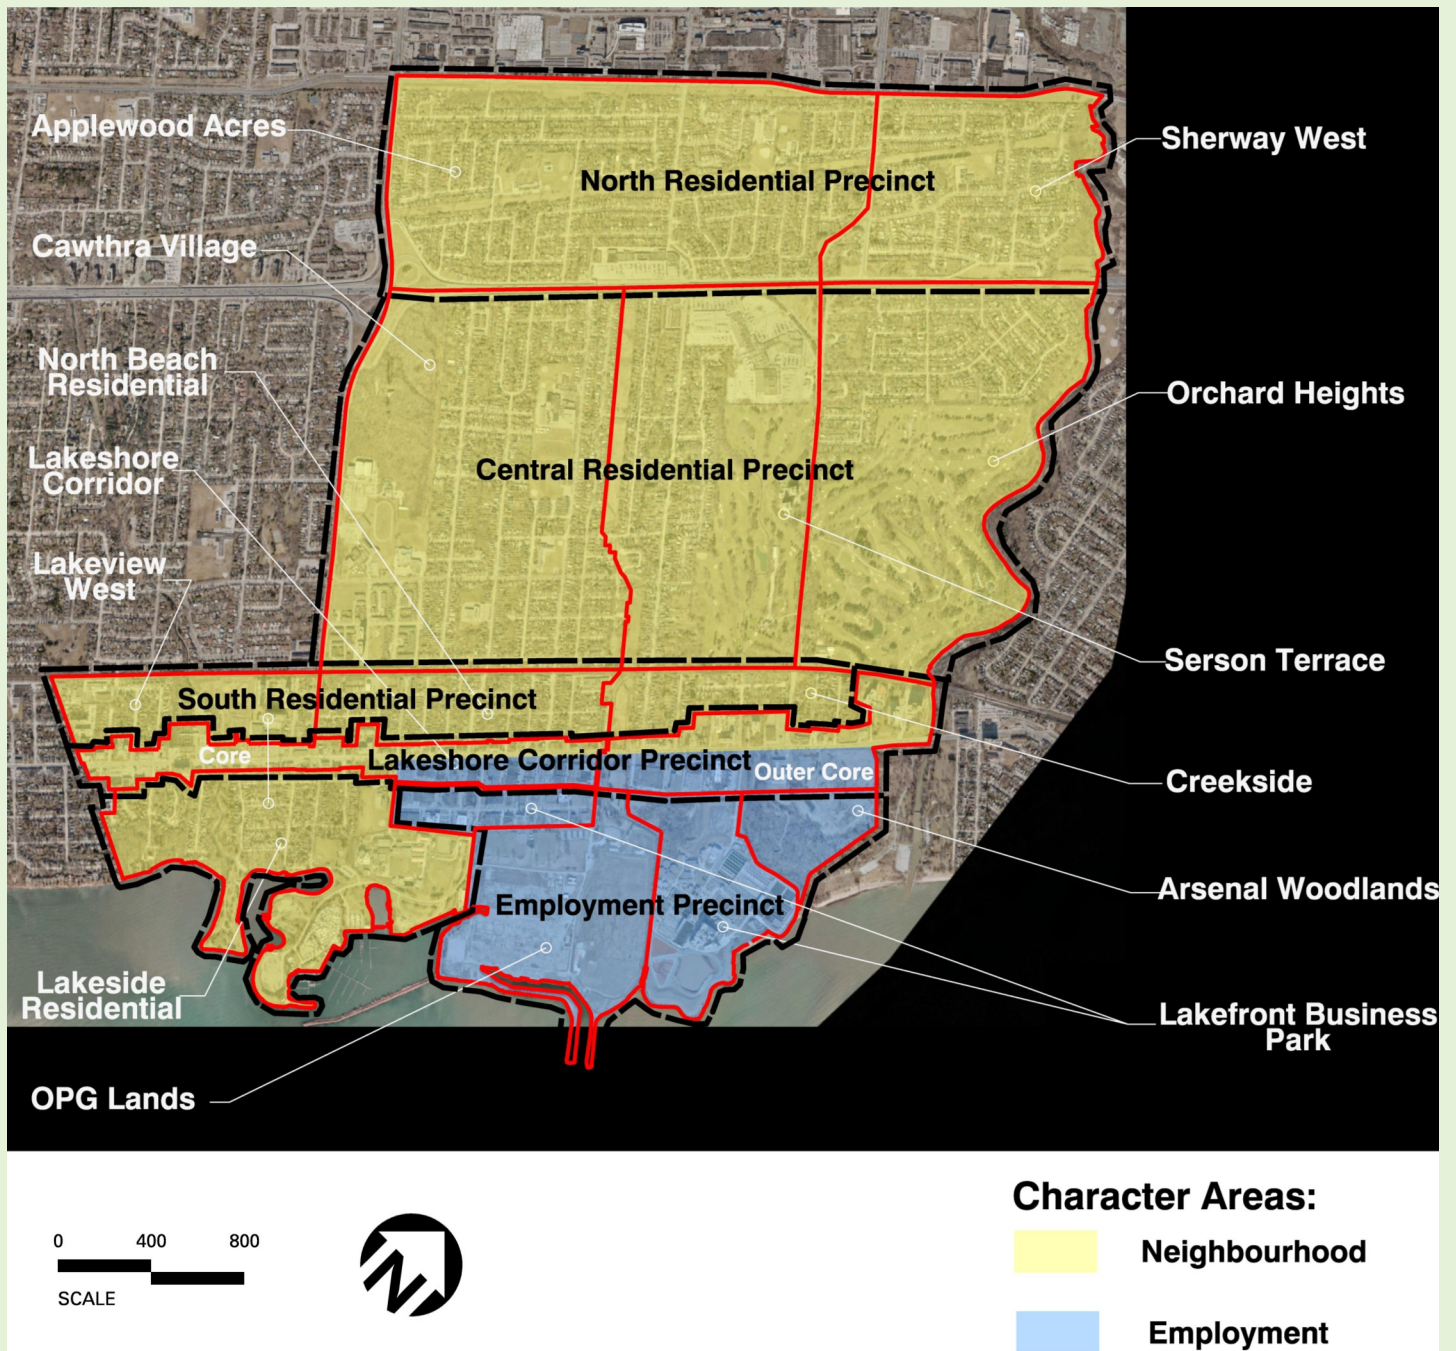 Applewood Acres
Sherway West
North Residential Precinct
Cawthra Village
North Beach
Residential
Orchard Heights
Lakeshore
Corridor
Central Residential Precinct
Lakeview
West
Serson Terrace
South Residential Precinct
Core
Lakeshore Corridor Precinct
Outer Core
Creekside
Arsenal Woodlands
Employment Precinct
Lakeside
Residential
Lakefront Business
Park
OPG Lands
Character Areas:
0 400 800
SCALE
N
Neighbourhood
Employment